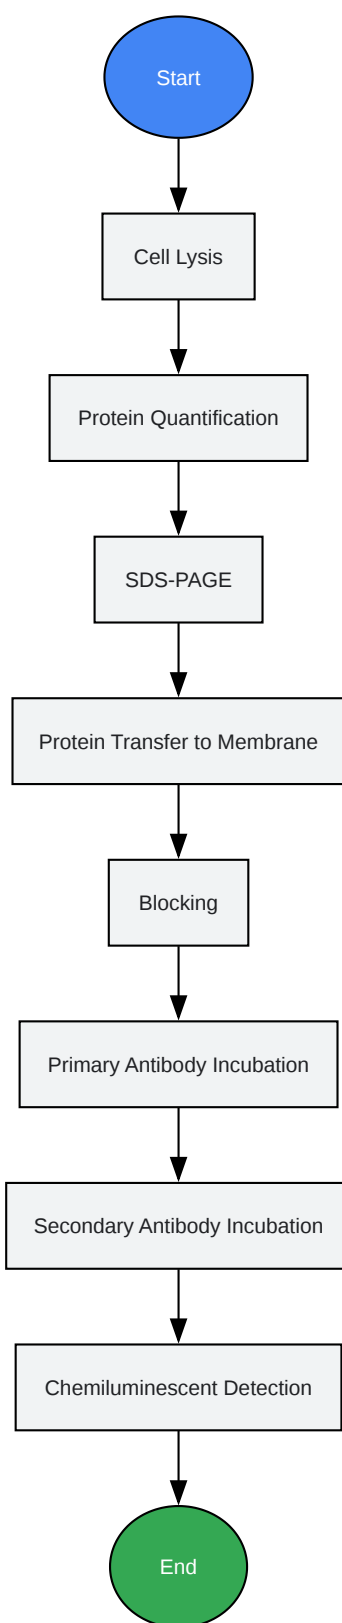 Start
Cell Lysis
Protein Quantification
SDS-PAGE
Protein Transfer to Membrane
Blocking
Primary Antibody Incubation
Secondary Antibody Incubation
Chemiluminescent Detection
End